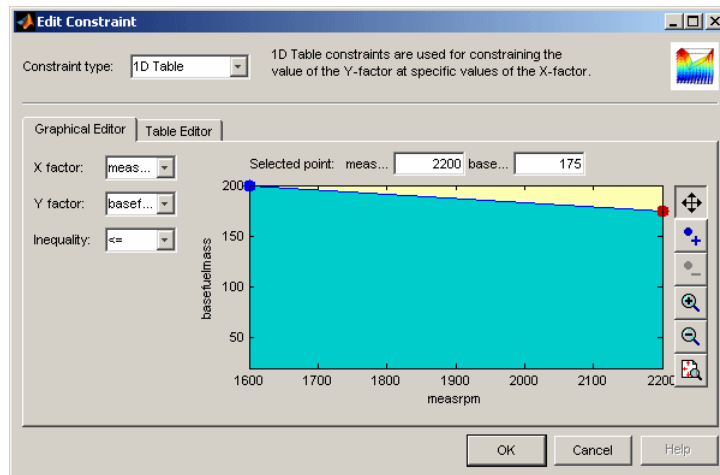 Edit Constraint
Constraint type: 1D Table
1D Table constraints are used for constraining the
value of the Y-factor at specific values of the X-factor.
Graphical Editor Table Editor
X factor: meas...
Y factor: basef...
Inequality: <=
Selected point: meas... 2200 base... 175
200
150
100
50
basefuelmass
1600 1700 1800 1900 2000 2100 2200
measrpm
OK Cancel Help